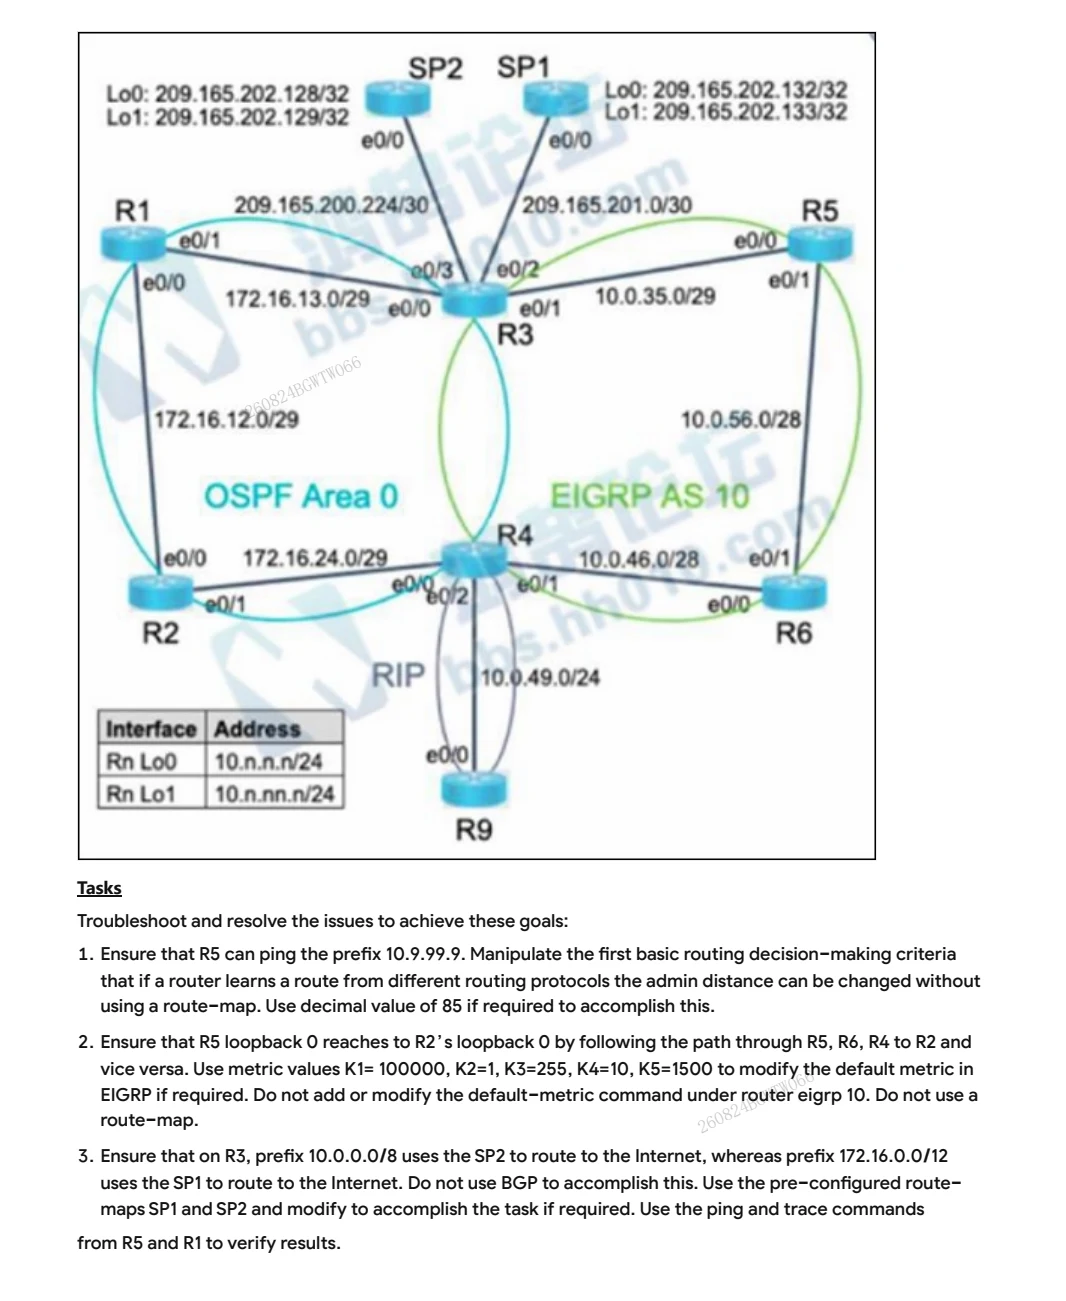 SP2 SP1
Lo0: 209.165.202.128/32
Lo1: 209.165.202.129/32
Lo0: 209.165.202.132/32
Lo1: 209.165.202.133/32
e0/0 e0/0
R1 209.165.200.224/30 209.165.201.0/30 R5
e0/1 e0/0
e0/0 e0/3 e0/2 e0/1
172.16.13.0/29 e0/0 e0/1 10.0.35.0/29
R3
bbs.hh010.com
260824BGWTW066
172.16.12.0/29 10.0.56.0/28
OSPF Area 0 EIGRP AS 10
R4
e0/0 172.16.24.0/29 10.0.46.0/28 e0/1
e0/1 e0/0 e0/2 e0/1 e0/0
R2 R6
bbs.hh010.com
RIP 10.0.49.0/24
Interface Address
Rn Lo0 10.n.n.n/24
Rn Lo1 10.n.nn.n/24
e0/0
R9
Tasks
Troubleshoot and resolve the issues to achieve these goals:
1. Ensure that R5 can ping the prefix 10.9.99.9. Manipulate the first basic routing decision-making criteria
that if a router learns a route from different routing protocols the admin distance can be changed without
using a route-map. Use decimal value of 85 if required to accomplish this.
2. Ensure that R5 loopback 0 reaches to R2's loopback 0 by following the path through R5, R6, R4 to R2 and
vice versa. Use metric values K1= 100000, K2=1, K3=255, K4=10, K5=1500 to modify the default metric in
EIGRP if required. Do not add or modify the default-metric command under router eigrp 10. Do not use a
route-map.
260824BGWTW066
3. Ensure that on R3, prefix 10.0.0.0/8 uses the SP2 to route to the Internet, whereas prefix 172.16.0.0/12
uses the SP1 to route to the Internet. Do not use BGP to accomplish this. Use the pre-configured route-
maps SP1 and SP2 and modify to accomplish the task if required. Use the ping and trace commands
from R5 and R1 to verify results.